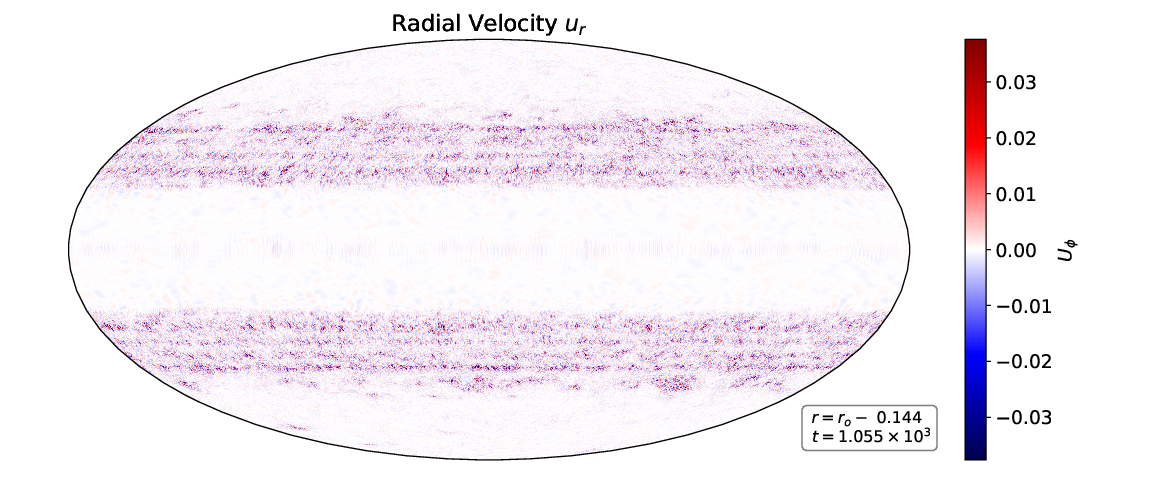 Radial Velocity $u_r$
0.03
0.02
0.01
0.00
−0.01
−0.02
−0.03
$U_\phi$
$r = r_o -$ 0.144
$t = 1.055 \times 10^3$